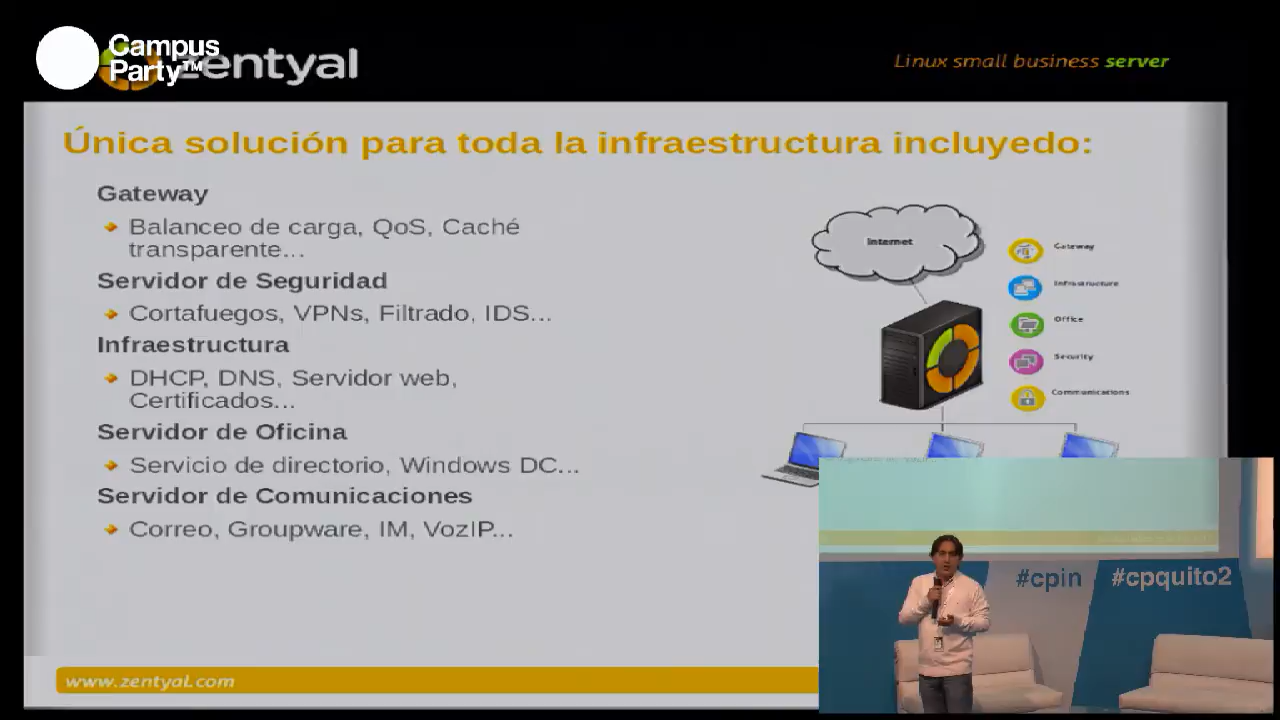 Campus
Party™
zentyal
Linux small business server
Única solución para toda la infraestructura incluyedo:
Gateway
Balanceo de carga, QoS, Caché
transparente...
Servidor de Seguridad
Cortafuegos, VPNs, Filtrado, IDS...
Infraestructura
DHCP, DNS, Servidor web,
Certificados...
Servidor de Oficina
Servicio de directorio, Windows DC...
Servidor de Comunicaciones
Correo, Groupware, IM, VozIP...
Internet
Gateway
Infrastructure
Office
Security
Communications
www.zentyal.com
#cpin
#cpquito2